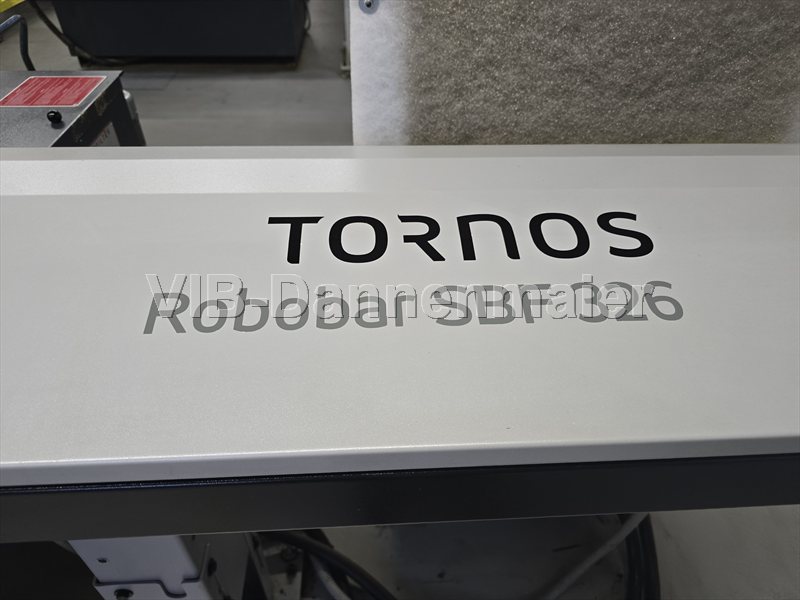 TORNOS
Robobar SBF 326
VIB Dannenmaier